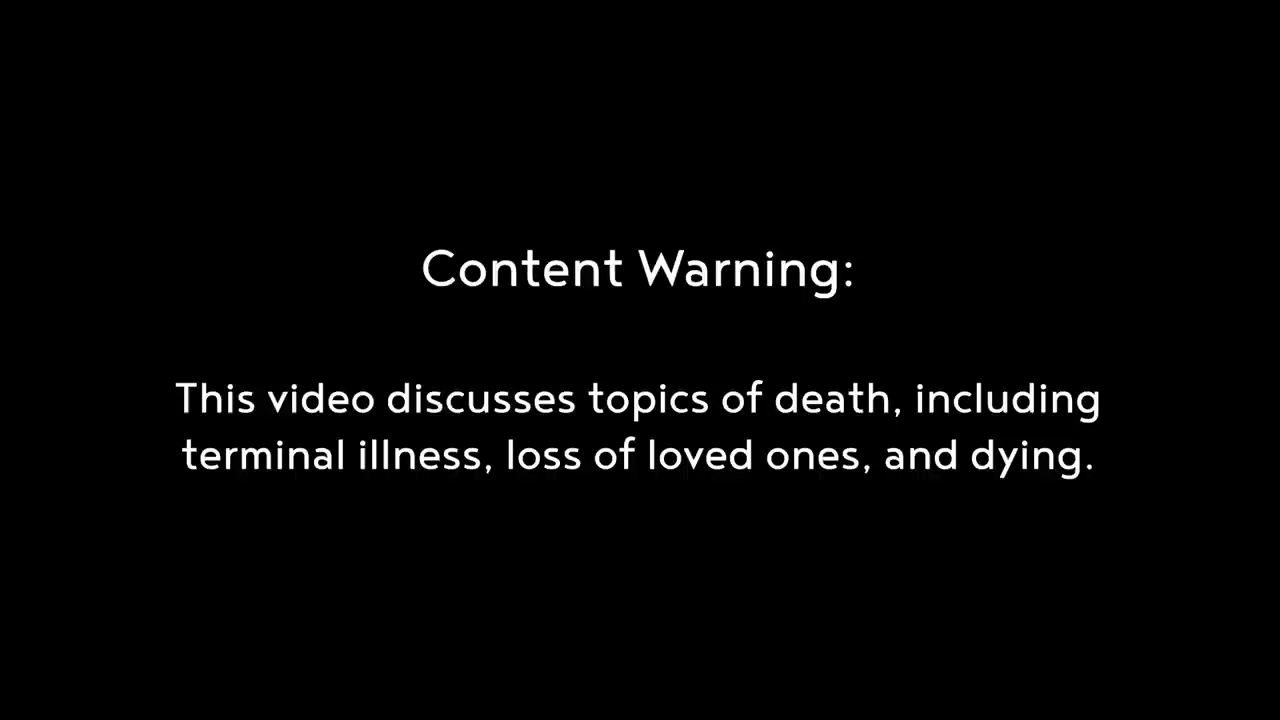 Content Warning:
This video discusses topics of death, including
terminal illness, loss of loved ones, and dying.